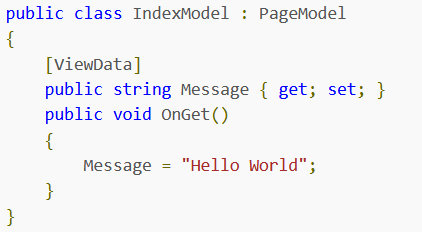 public class IndexModel : PageModel
{
    [ViewData]
    public string Message { get; set; }
    public void OnGet()
    {
        Message = "Hello World";
    }
}